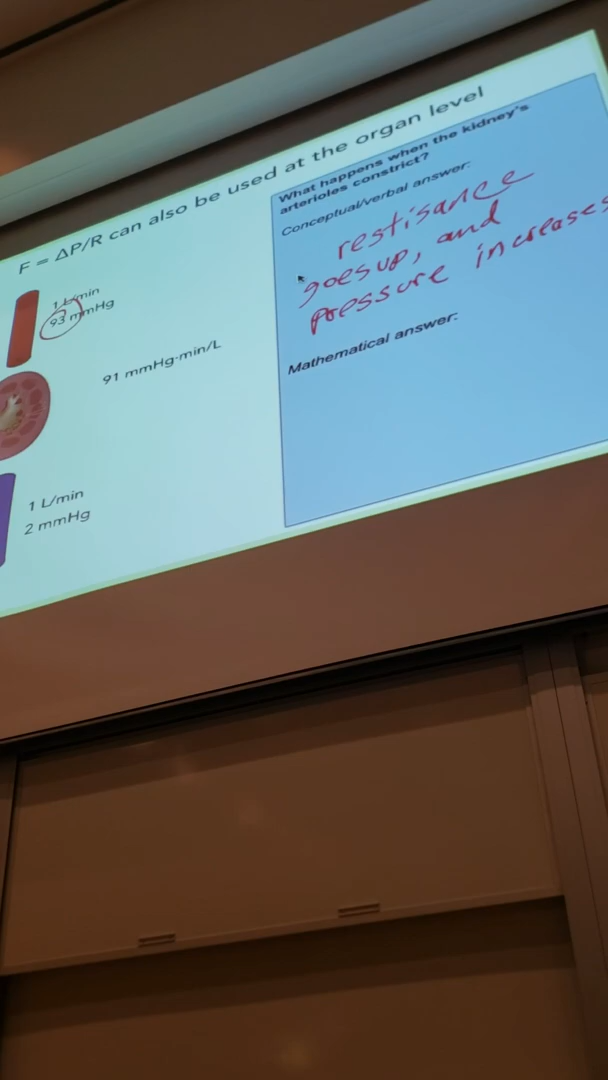 F = ΔP/R can also be used at the organ level
1 L/min
93 mmHg
91 mmHg·min/L
1 L/min
2 mmHg
What happens when the kidney's
arterioles constrict?
Conceptual/verbal answer:
restisance
goes up, and
pressure increases
Mathematical answer: